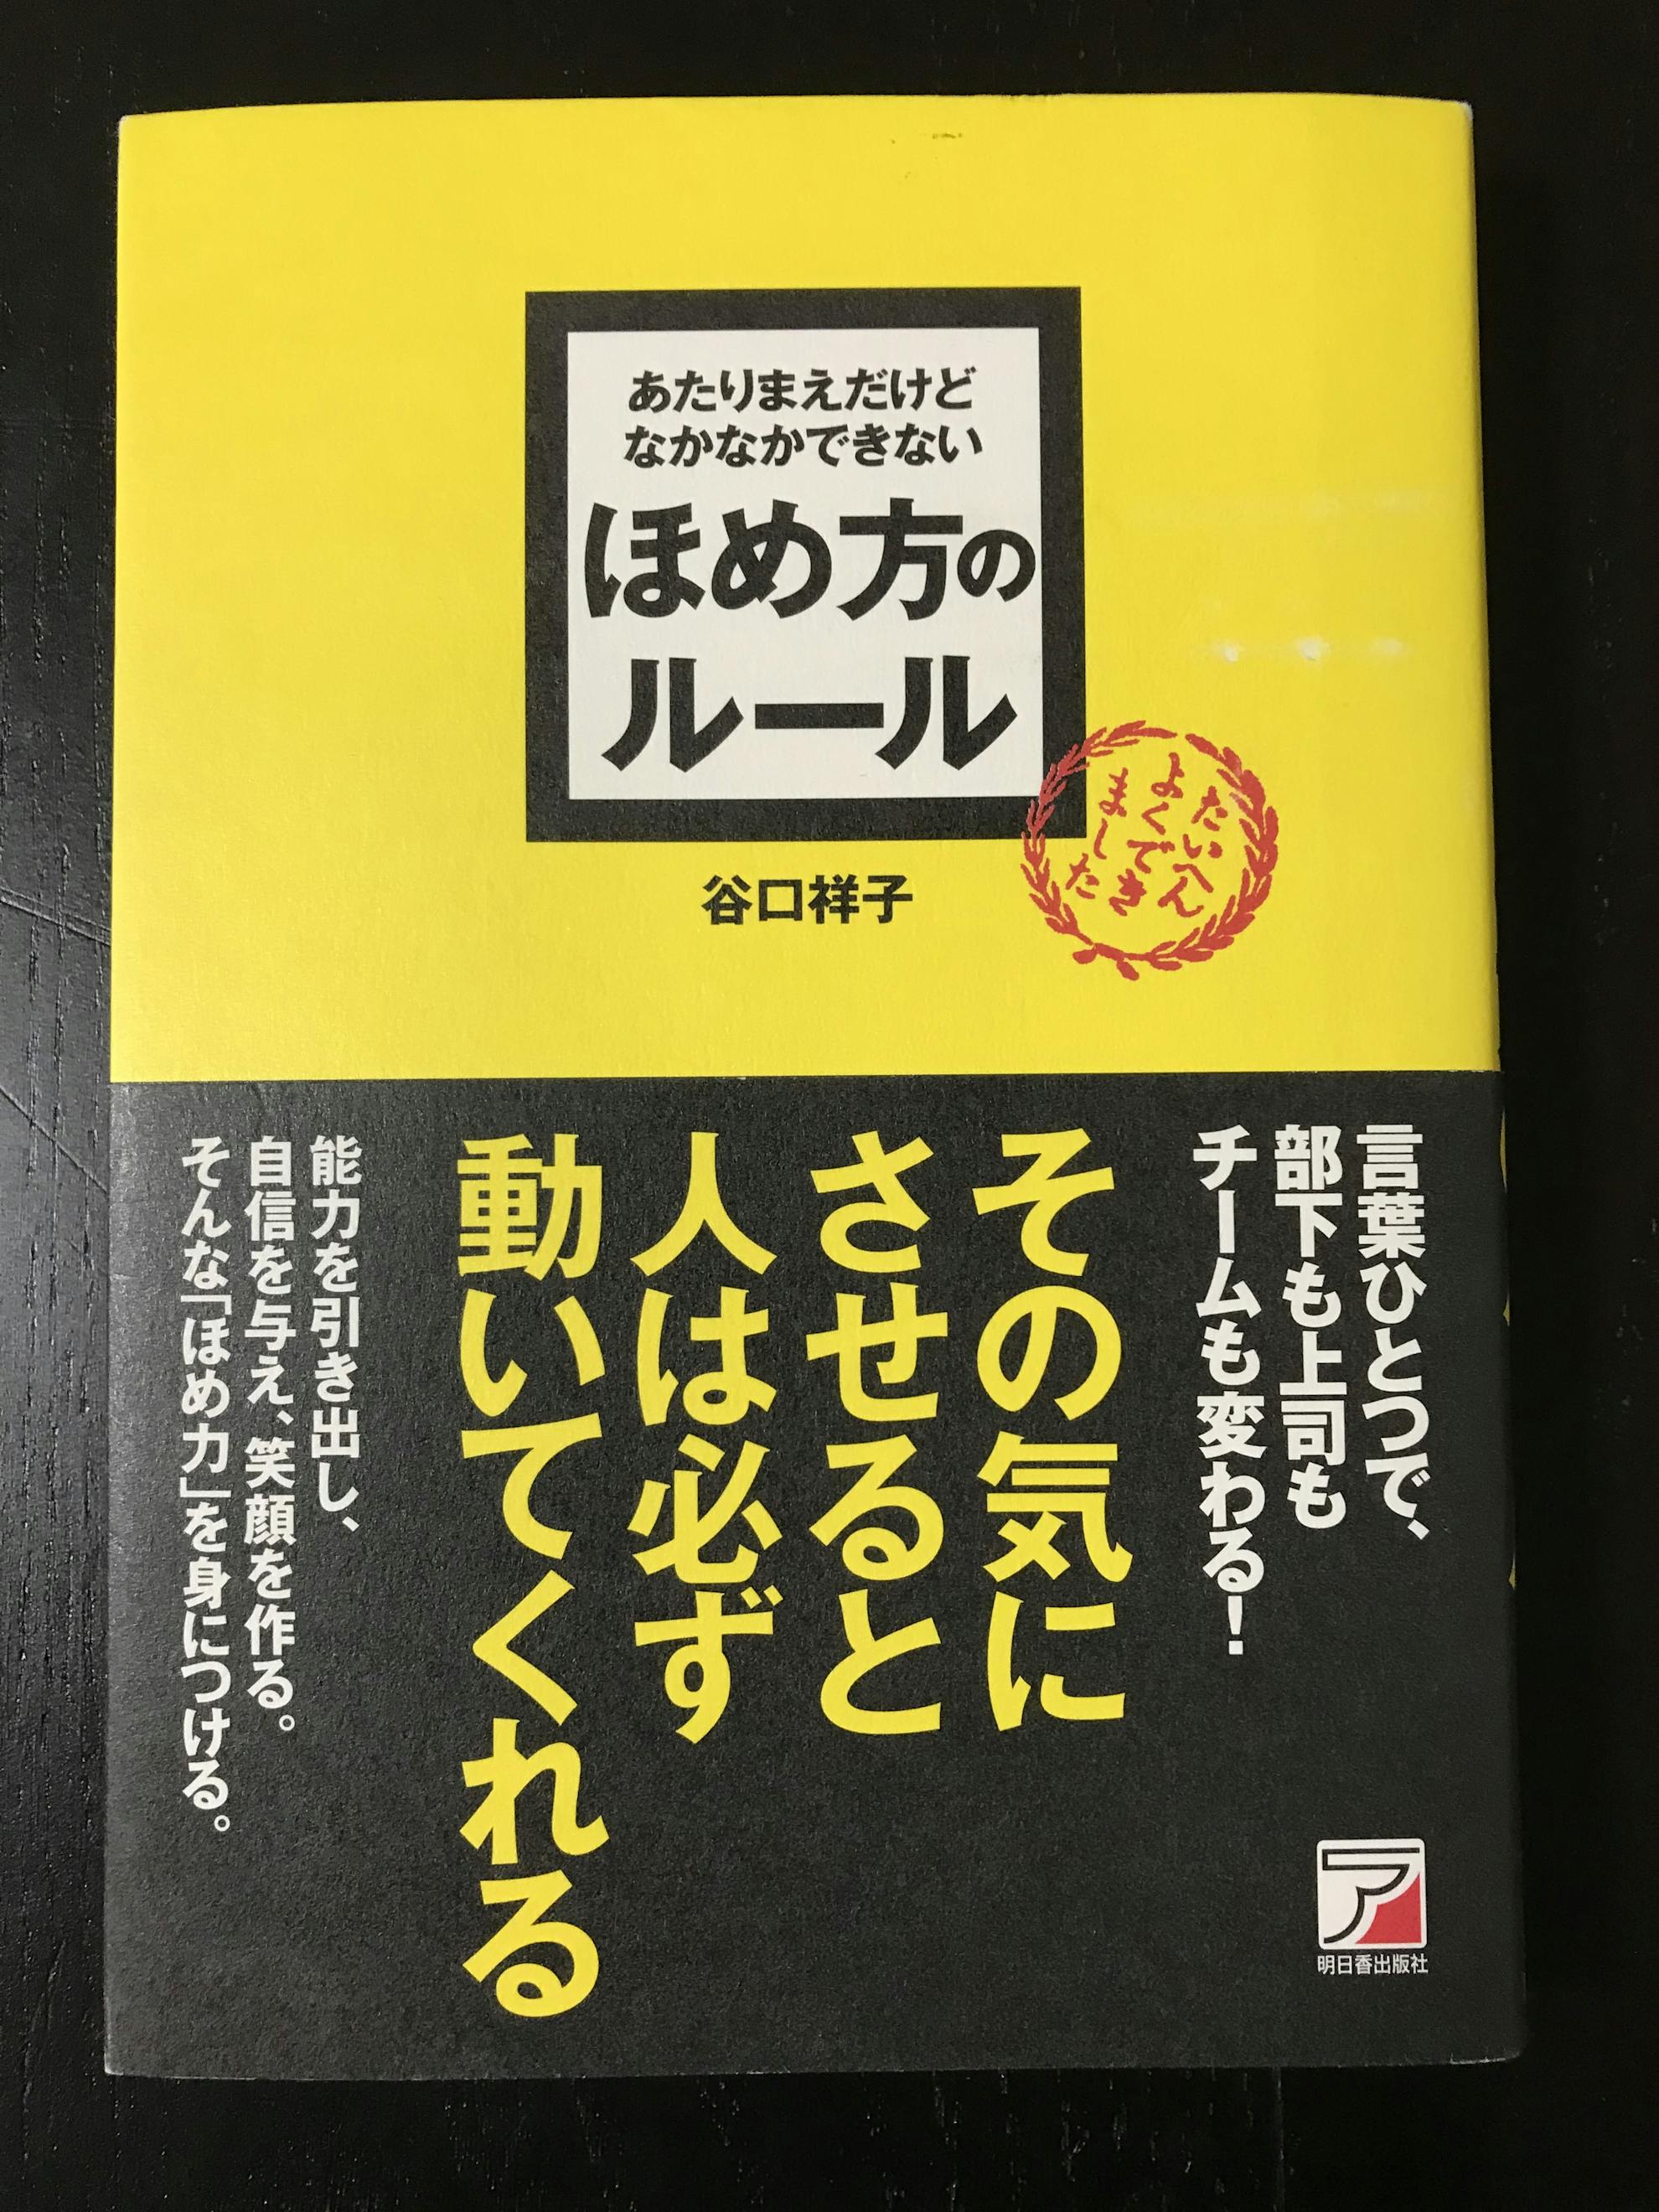 あたりまえだけど
なかなかできない
ほめ方の
ルール
谷口祥子
たいへん
よくでき
ました
言葉ひとつで、
部下も上司も
チームも変わる！
その気に
させると
人は必ず
動いてくれる
能力を引き出し、
自信を与え、笑顔を作る。
そんな「ほめ力」を身につける。
ア
明日香出版社